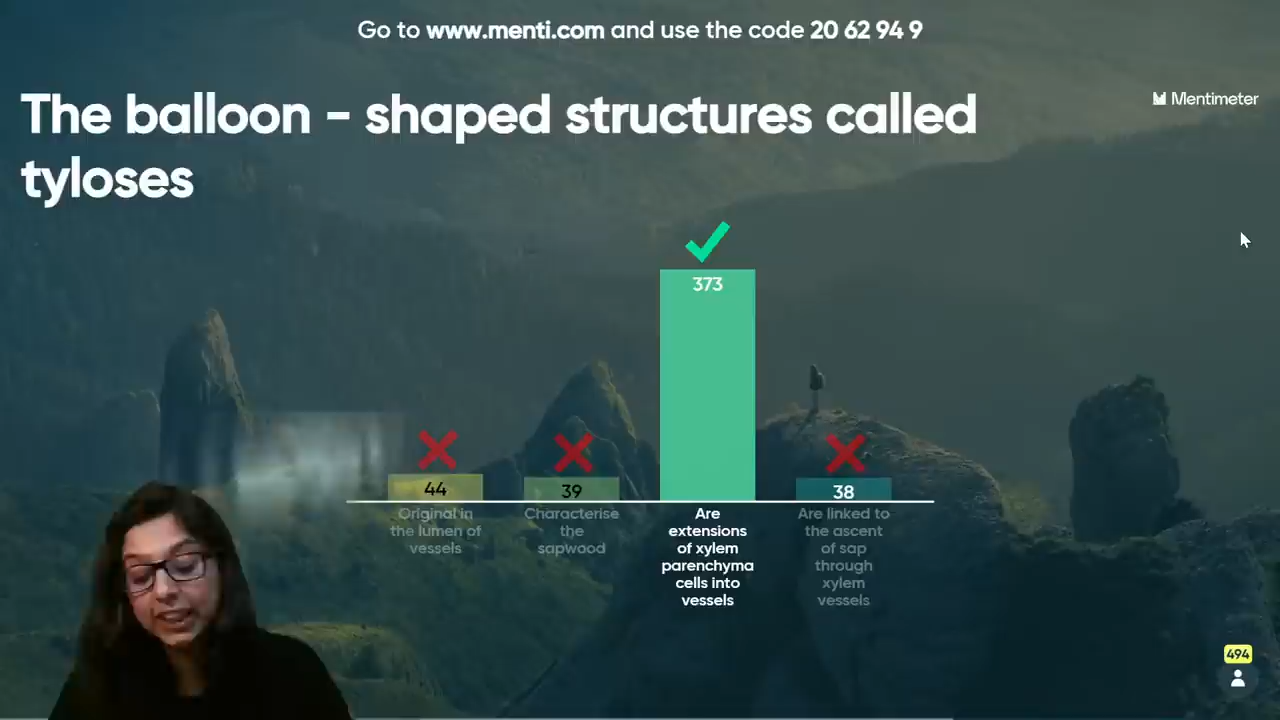 Go to www.menti.com and use the code 20 62 94 9
The balloon - shaped structures called
tyloses
Mentimeter
373
44
39
38
Original in
the lumen of
vessels
Characterise
the
sapwood
Are
extensions
of xylem
parenchyma
cells into
vessels
Are linked to
the ascent
of sap
through
xylem
vessels
494